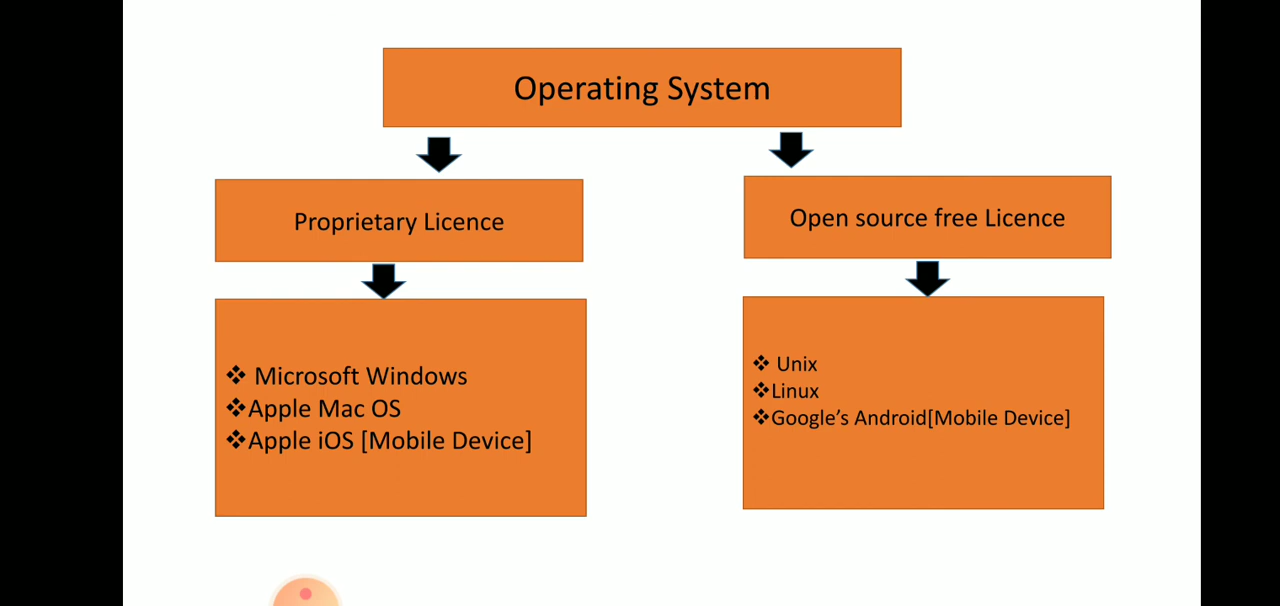 Operating System
Proprietary Licence
Open source free Licence
❖ Microsoft Windows
❖Apple Mac OS
❖Apple iOS [Mobile Device]
❖ Unix
❖Linux
❖Google’s Android[Mobile Device]